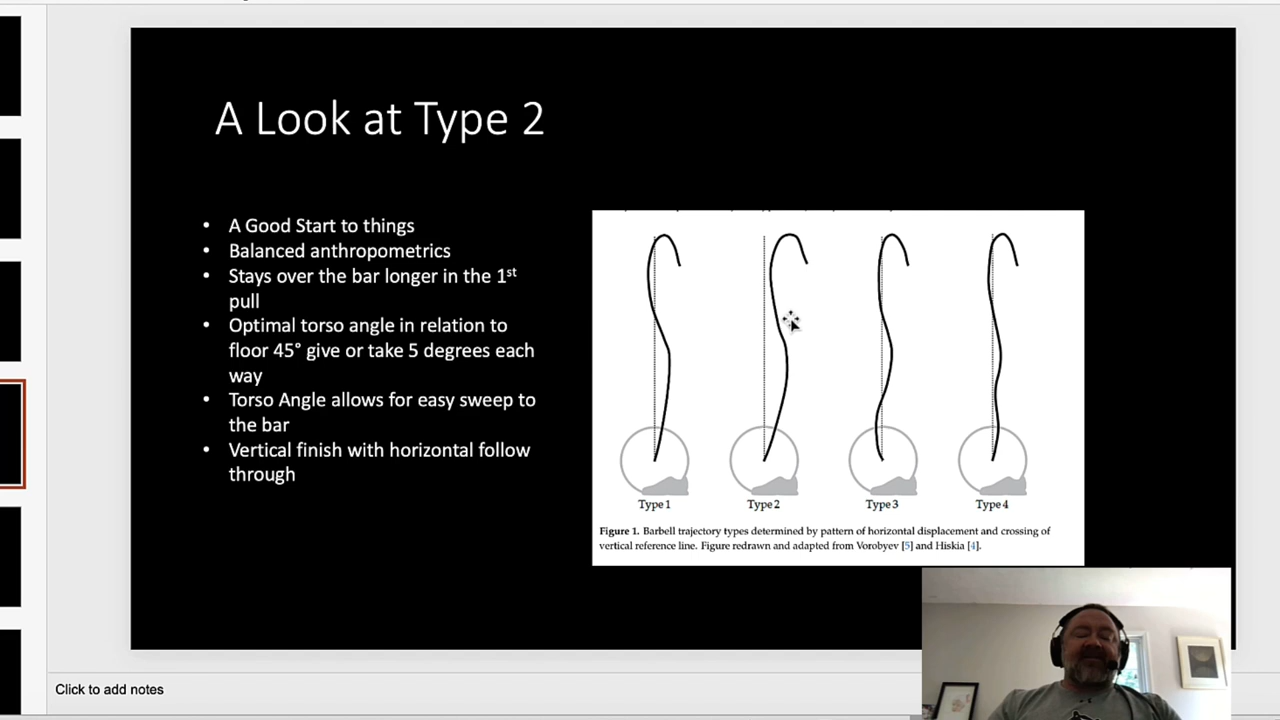 A Look at Type 2
• A Good Start to things
• Balanced anthropometrics
• Stays over the bar longer in the 1st
pull
• Optimal torso angle in relation to
floor 45° give or take 5 degrees each
way
• Torso Angle allows for easy sweep to
the bar
• Vertical finish with horizontal follow
through
Type 1 Type 2 Type 3 Type 4
Figure 1. Barbell trajectory types determined by pattern of horizontal displacement and crossing of
vertical reference line. Figure redrawn and adapted from Vorobyev [5] and Hiskia [4].
Click to add notes